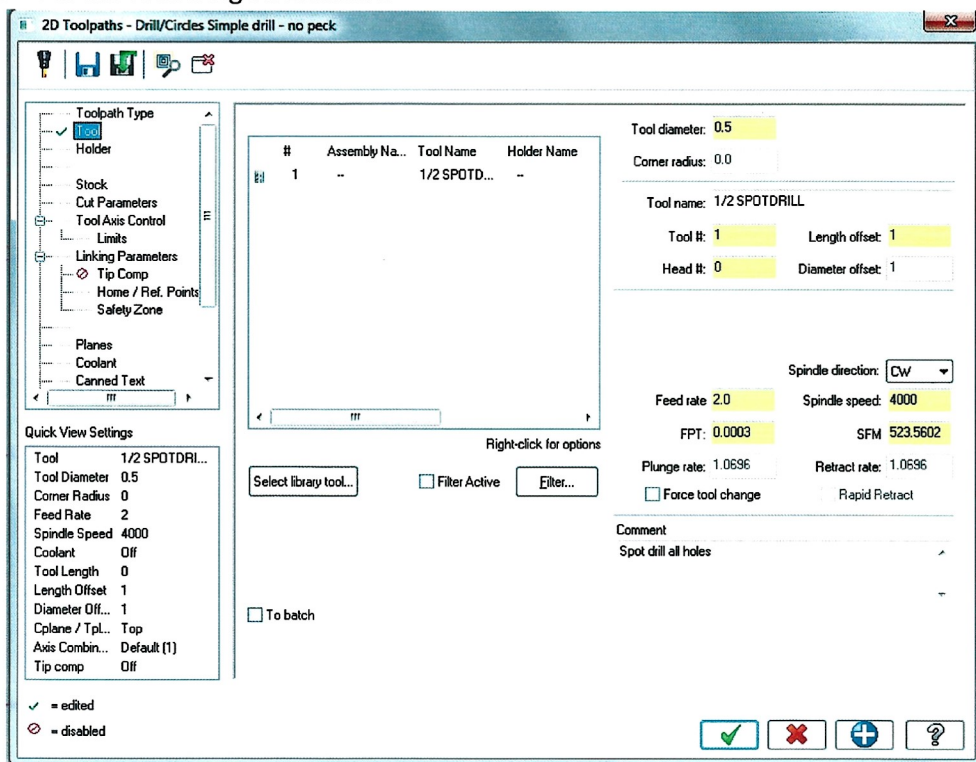 2D Toolpaths - Drill/Circles Simple drill - no peck
Toolpath Type
Tool
Holder
Stock
Cut Parameters
Tool Axis Control
Limits
Linking Parameters
Tip Comp
Home / Ref. Points
Safety Zone
Planes
Coolant
Canned Text
Quick View Settings
Tool 1/2 SPOTDRI...
Tool Diameter 0.5
Corner Radius 0
Feed Rate 2
Spindle Speed 4000
Coolant Off
Tool Length 0
Length Offset 1
Diameter Off... 1
Cplane / Tpl... Top
Axis Combin... Default (1)
Tip comp Off
= edited
= disabled
# Assembly Na... Tool Name Holder Name
1 -- 1/2 SPOTD... --
Right-click for options
Select library tool...
Filter Active
Filter...
To batch
Tool diameter: 0.5
Corner radius: 0.0
Tool name: 1/2 SPOTDRILL
Tool #: 1 Length offset: 1
Head #: 0 Diameter offset: 1
Spindle direction: CW
Feed rate 2.0 Spindle speed: 4000
FPT: 0.0003 SFM 523.5602
Plunge rate: 1.0696 Retract rate: 1.0696
Force tool change Rapid Retract
Comment
Spot drill all holes